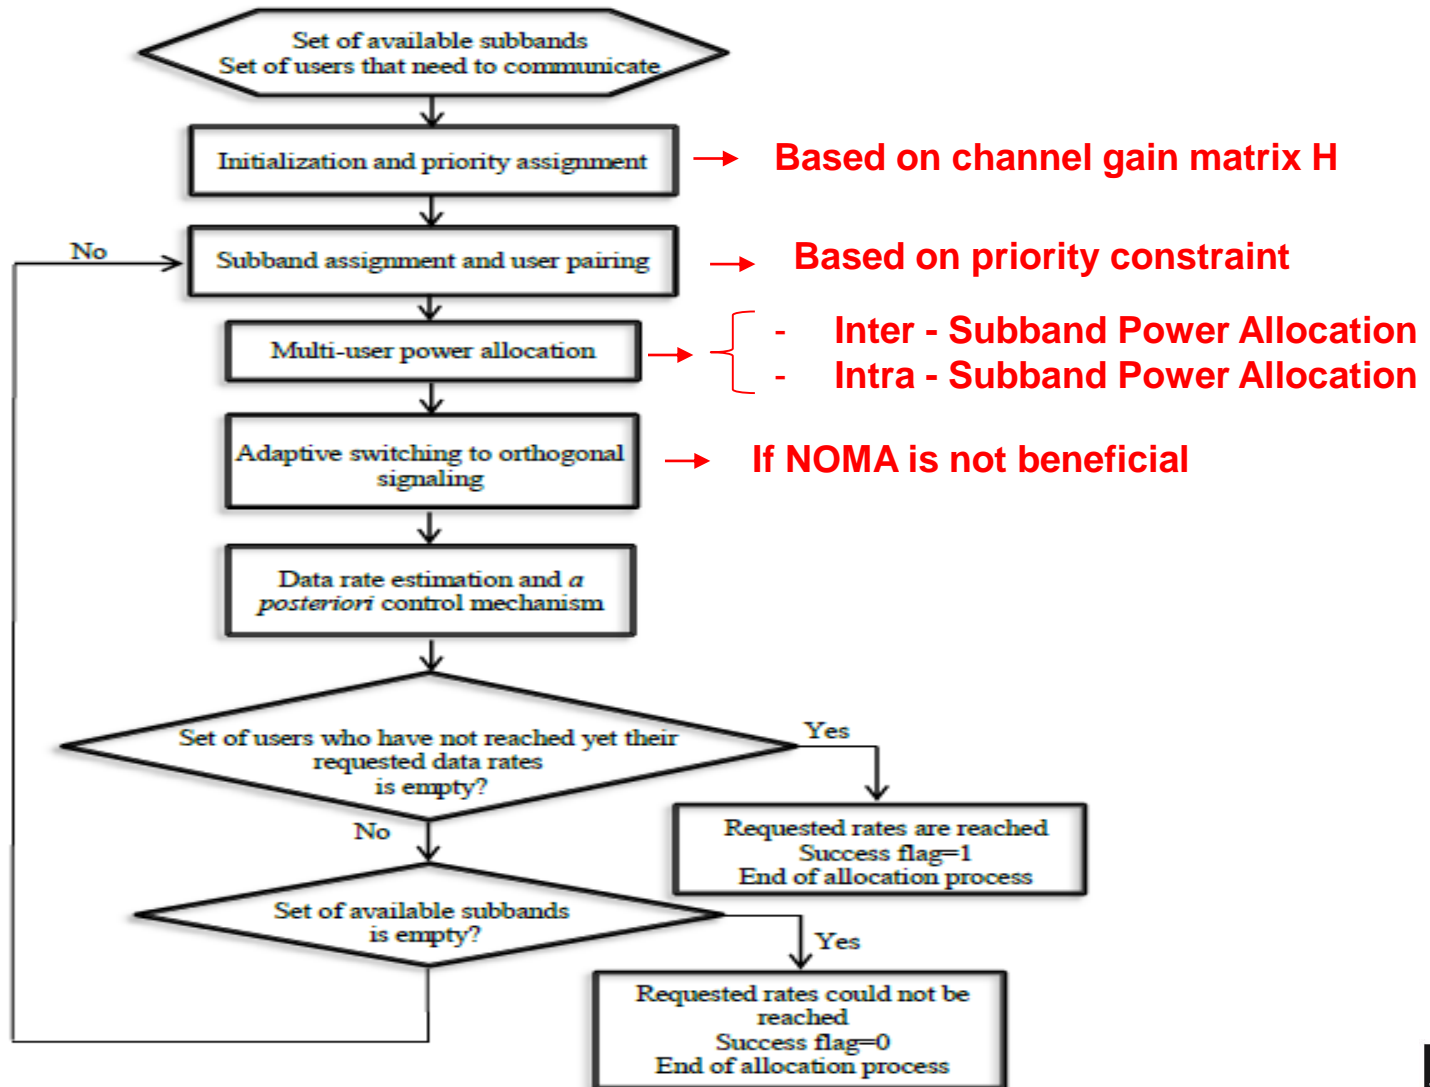 Set of available subbands
Set of users that need to communicate
Initialization and priority assignment
Based on channel gain matrix H
No
Subband assignment and user pairing
Based on priority constraint
Multi-user power allocation
- Inter - Subband Power Allocation
- Intra - Subband Power Allocation
Adaptive switching to orthogonal
signaling
If NOMA is not beneficial
Data rate estimation and a
posteriori control mechanism
Set of users who have not reached yet their
requested data rates
is empty?
Yes
No
Requested rates are reached
Success flag=1
End of allocation process
Set of available subbands
is empty?
Yes
Requested rates could not be
reached
Success flag=0
End of allocation process